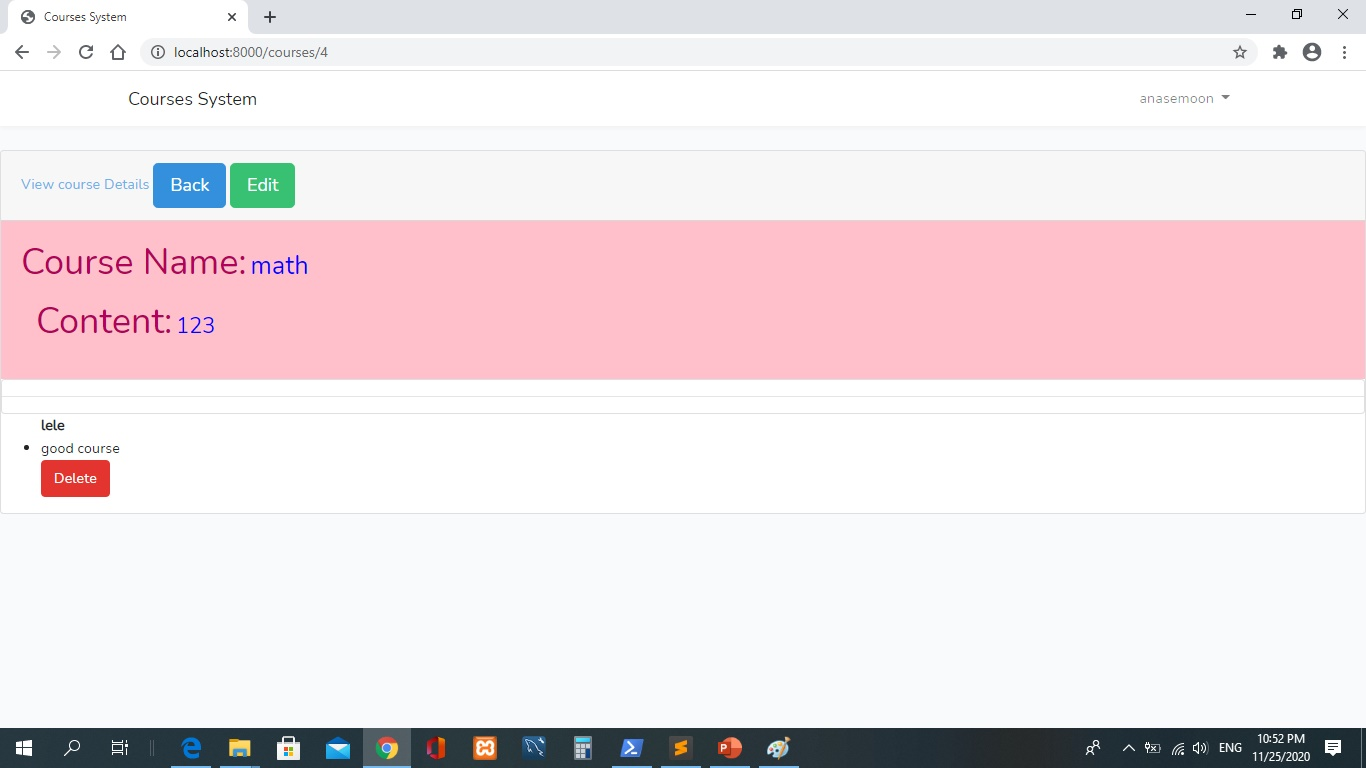 Courses System
localhost:8000/courses/4
Courses System
anasemoon
View course Details Back Edit
Course Name: math
Content: 123
lele
good course
Delete
ENG
10:52 PM
11/25/2020